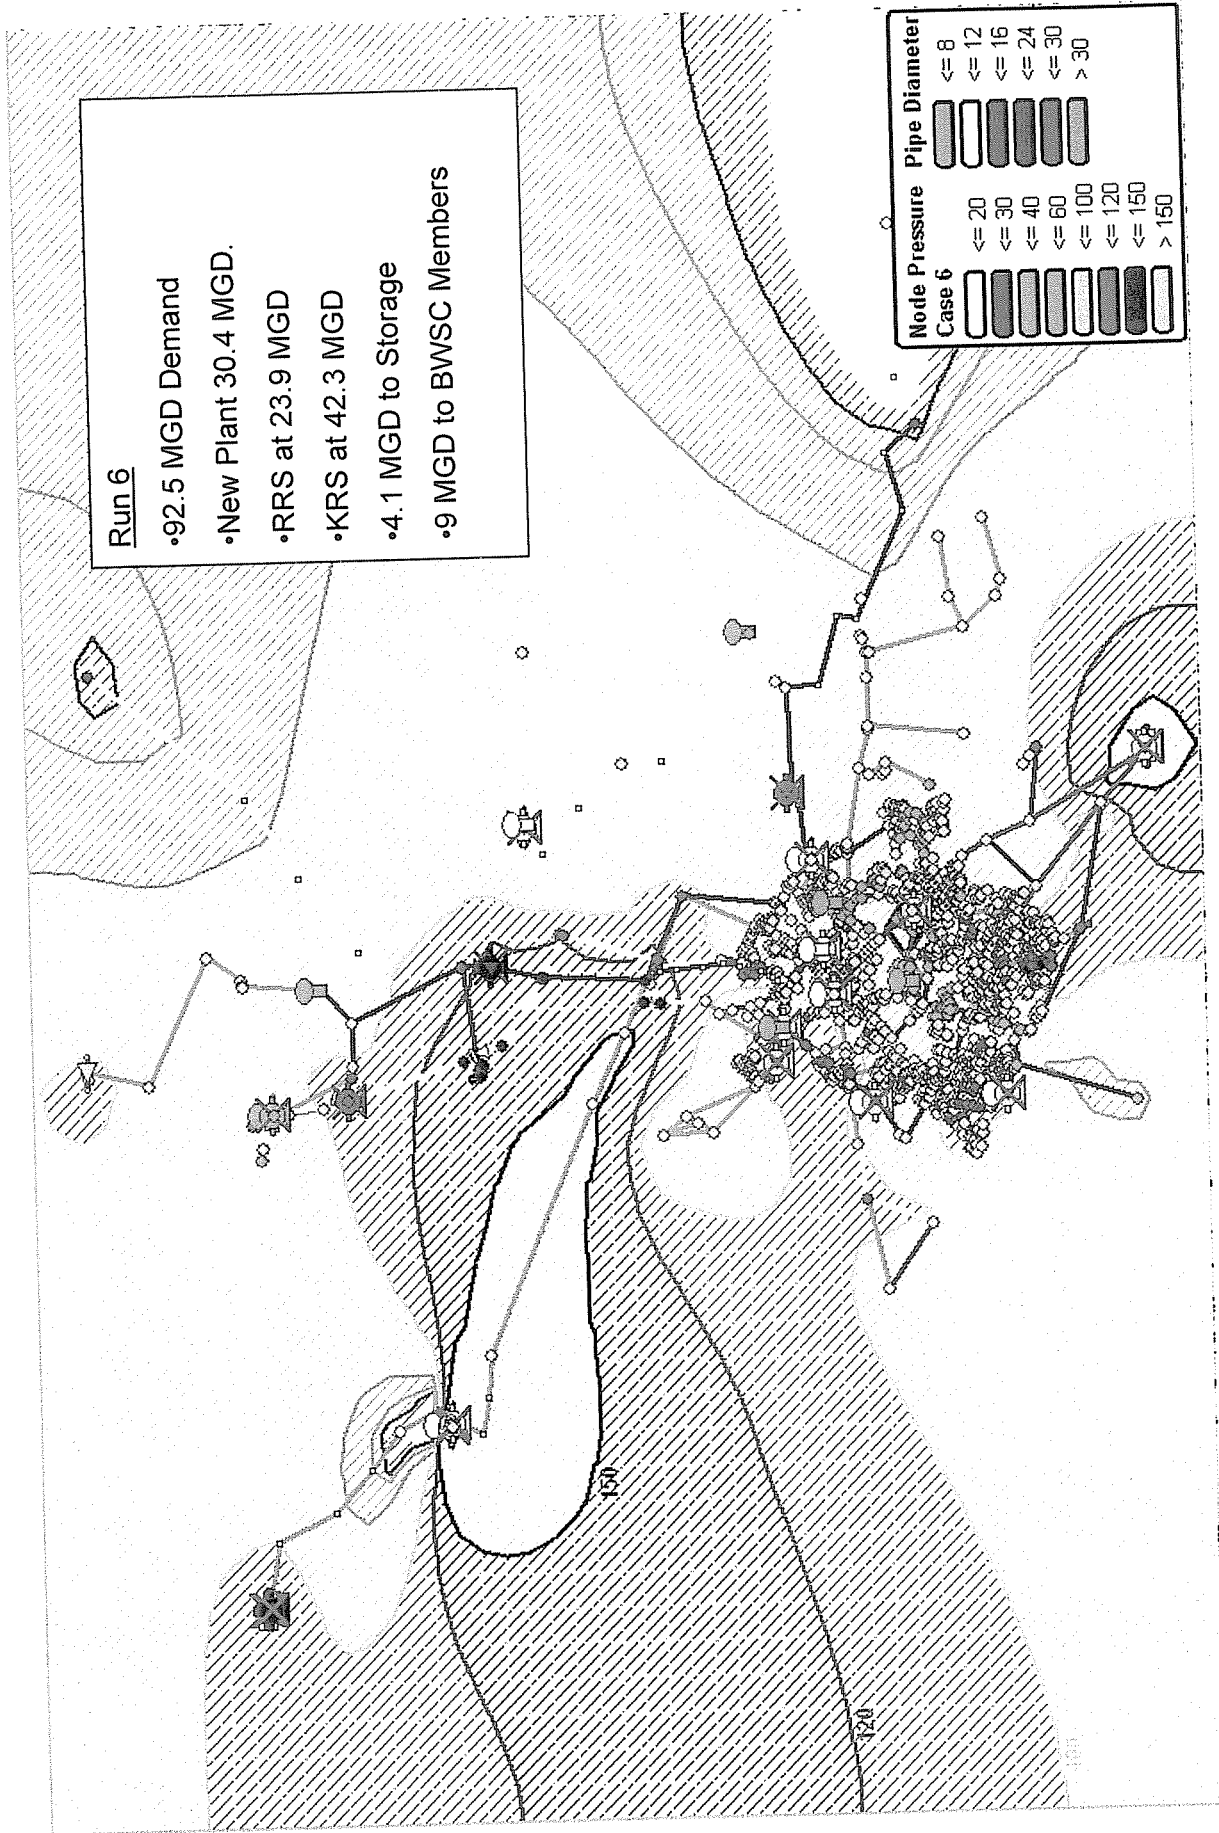 Run 6
•92.5 MGD Demand
•New Plant 30.4 MGD.
•RRS at 23.9 MGD
•KRS at 42.3 MGD
•4.1 MGD to Storage
•9 MGD to BWSC Members
Node Pressure
Case 6
<= 20
<= 30
<= 40
<= 60
<= 100
<= 120
<= 150
> 150
Pipe Diameter
<= 8
<= 12
<= 16
<= 24
<= 30
> 30
150
120